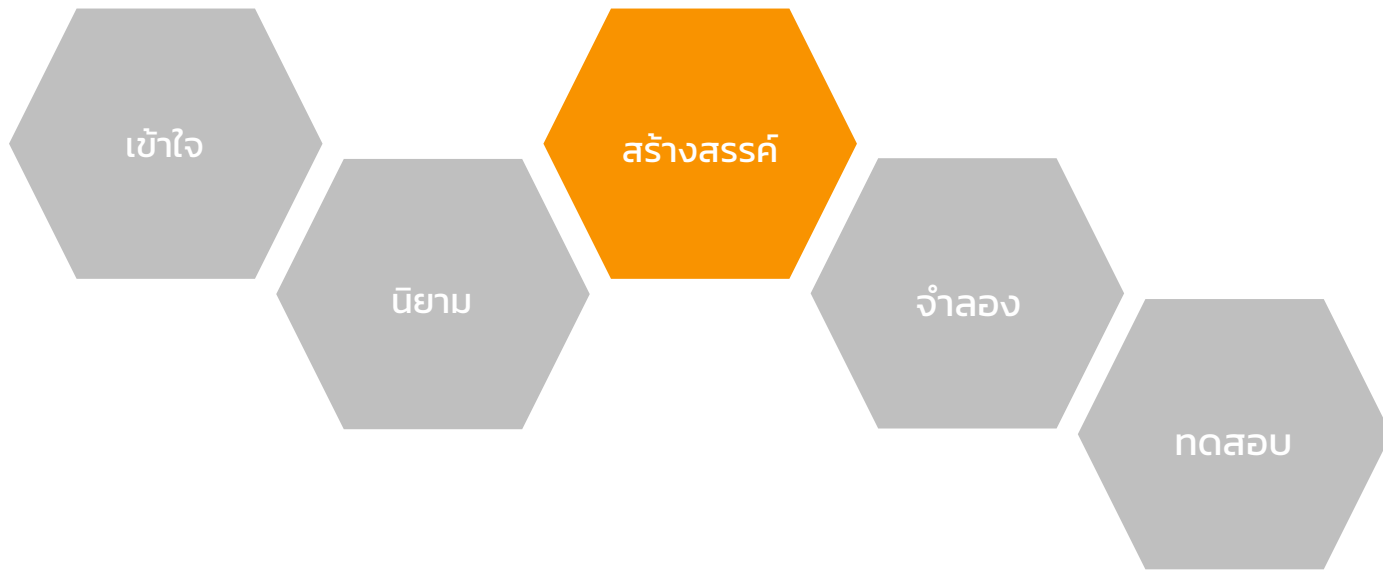 เข้าใจ
นิยาม
สร้างสรรค์
จำลอง
ทดสอบ